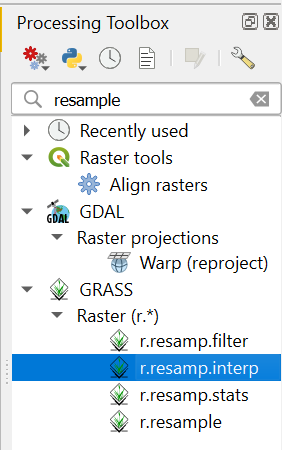 Processing Toolbox
resample
Recently used
Raster tools
Align rasters
GDAL
Raster projections
Warp (reproject)
GRASS
Raster (r.*)
r.resamp.filter
r.resamp.interp
r.resamp.stats
r.resample